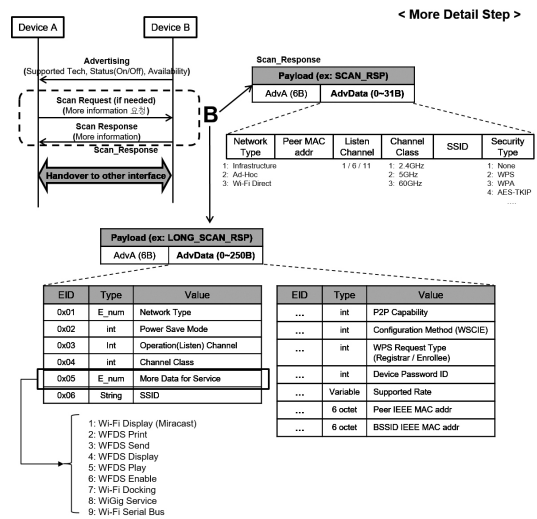 < More Detail Step >
Device A
Device B
Advertising
(Supported Tech, Status(On/Off), Availability)
Scan Request (if needed)
(More information 요청)
Scan Response
(More information)
Scan_Response
Handover to other interface
B
Scan_Response
Payload (ex: SCAN_RSP)
AdvA (6B) AdvData (0~31B)
Network Type Peer MAC addr Listen Channel Channel Class SSID Security Type
1: Infrastructure
2: Ad-Hoc
3: Wi-Fi Direct
1 / 6 / 11
1: 2.4GHz
2: 5GHz
3: 60GHz
1: None
2: WPS
3: WPA
4: AES-TKIP
....
Payload (ex: LONG_SCAN_RSP)
AdvA (6B) AdvData (0~250B)
EID Type Value
0x01 E_num Network Type
0x02 int Power Save Mode
0x03 Int Operation(Listen) Channel
0x04 int Channel Class
0x05 E_num More Data for Service
0x06 String SSID
EID Type Value
... int P2P Capability
... int Configuration Method (WSCIE)
... int WPS Request Type
(Registrar / Enrollee)
... int Device Password ID
... Variable Supported Rate
... 6 octet Peer IEEE MAC addr
... 6 octet BSSID IEEE MAC addr
1: Wi-Fi Display (Miracast)
2: WFDS Print
3: WFDS Send
4: WFDS Display
5: WFDS Play
6: WFDS Enable
7: Wi-Fi Docking
8: WiGig Service
9: Wi-Fi Serial Bus